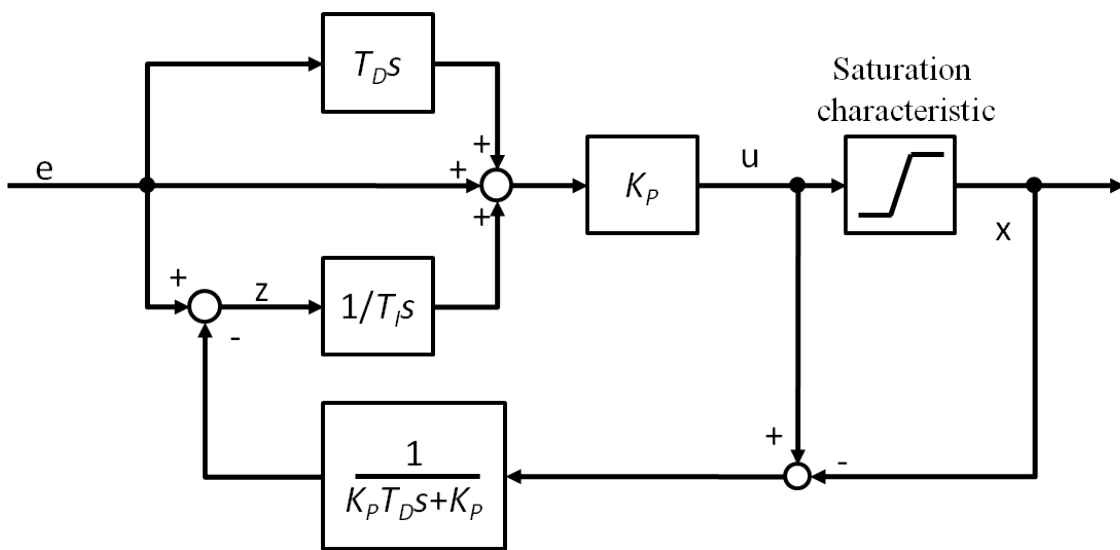 T_D s
Saturation
characteristic
e
+
+
+
K_P
u
x
+
z
1/T_I s
-
+
-
1
K_P T_D s+K_P